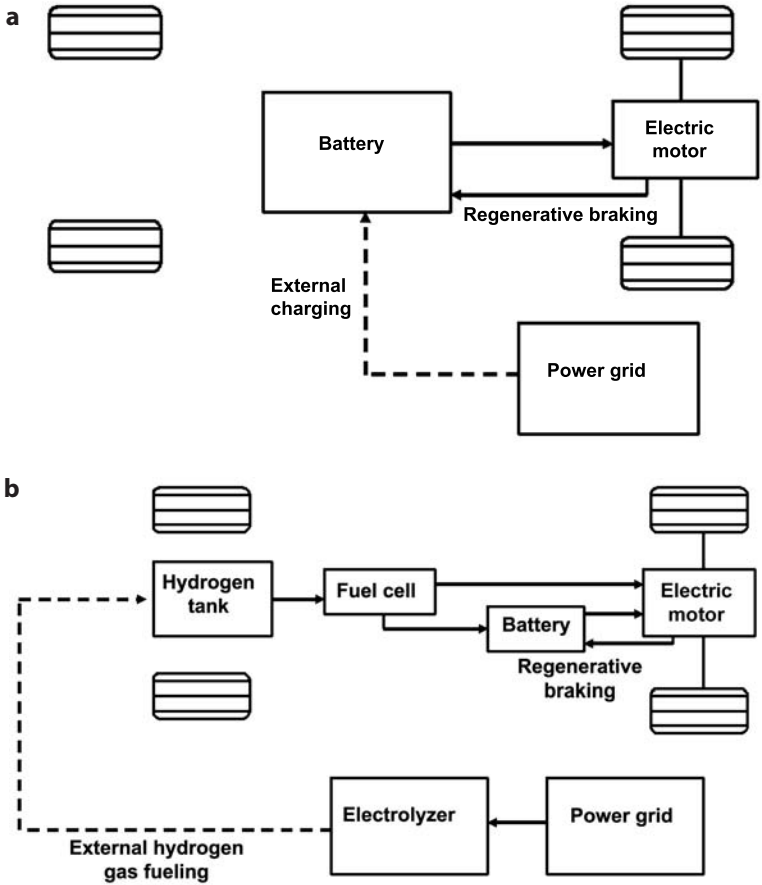 a
Battery
Electric
motor
Regenerative braking
External
charging
Power grid
b
Hydrogen
tank
Fuel cell
Battery
Electric
motor
Regenerative
braking
Electrolyzer
Power grid
External hydrogen
gas fueling